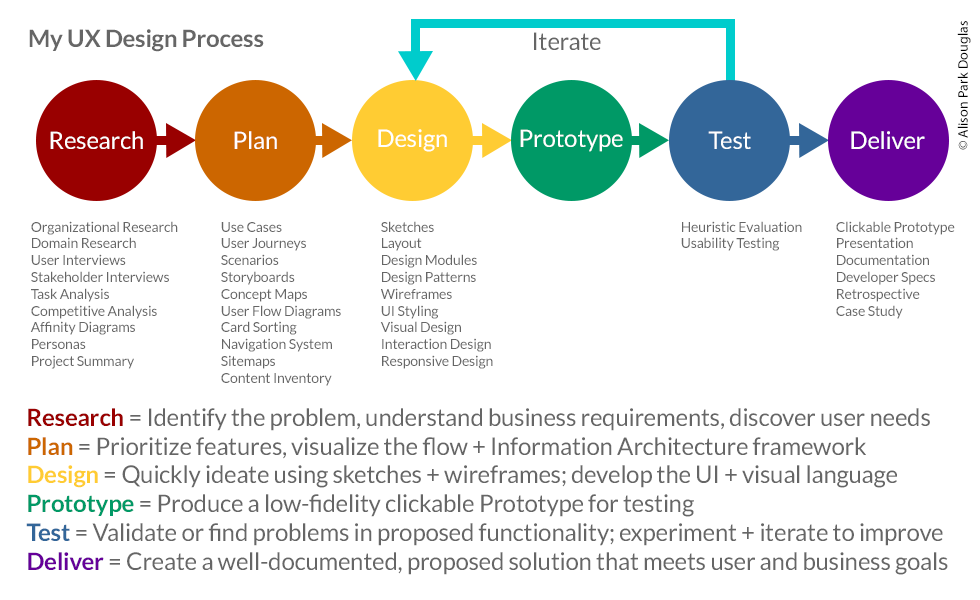 My UX Design Process
Iterate
© Alison Park Douglas
Research
Plan
Design
Prototype
Test
Deliver
Organizational Research
Domain Research
User Interviews
Stakeholder Interviews
Task Analysis
Competitive Analysis
Affinity Diagrams
Personas
Project Summary
Use Cases
User Journeys
Scenarios
Storyboards
Concept Maps
User Flow Diagrams
Card Sorting
Navigation System
Sitemaps
Content Inventory
Sketches
Layout
Design Modules
Design Patterns
Wireframes
UI Styling
Visual Design
Interaction Design
Responsive Design
Heuristic Evaluation
Usability Testing
Clickable Prototype
Presentation
Documentation
Developer Specs
Retrospective
Case Study
Research = Identify the problem, understand business requirements, discover user needs
Plan = Prioritize features, visualize the flow + Information Architecture framework
Design = Quickly ideate using sketches + wireframes; develop the UI + visual language
Prototype = Produce a low-fidelity clickable Prototype for testing
Test = Validate or find problems in proposed functionality; experiment + iterate to improve
Deliver = Create a well-documented, proposed solution that meets user and business goals